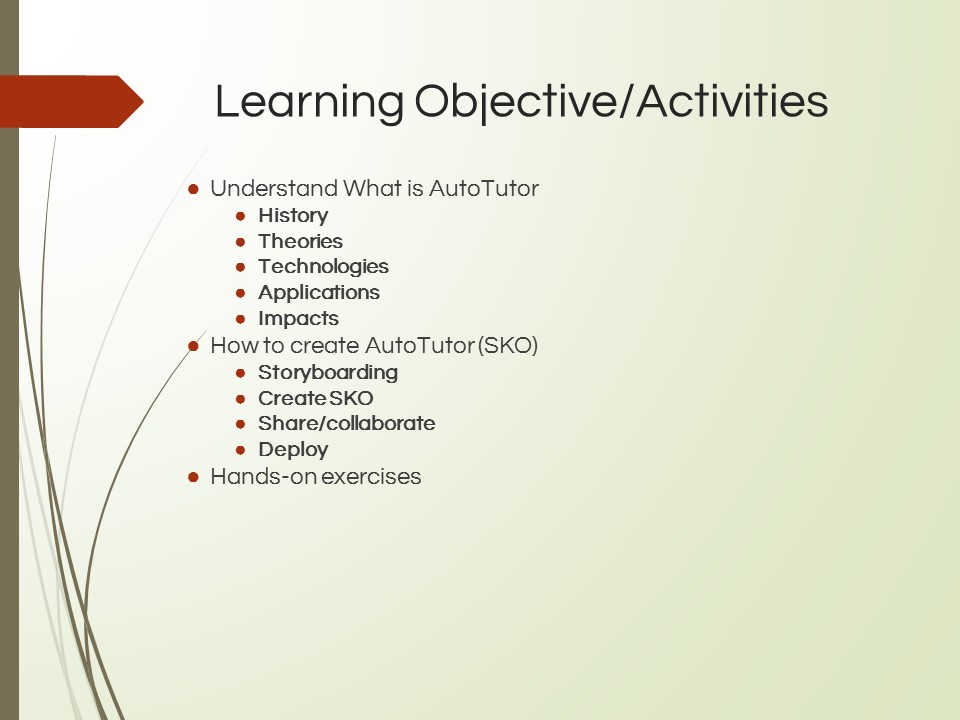 Learning Objective/Activities
Understand What is AutoTutor
History
Theories
Technologies
Applications
Impacts
How to create AutoTutor (SKO)
Storyboarding
Create SKO
Share/collaborate
Deploy
Hands-on exercises